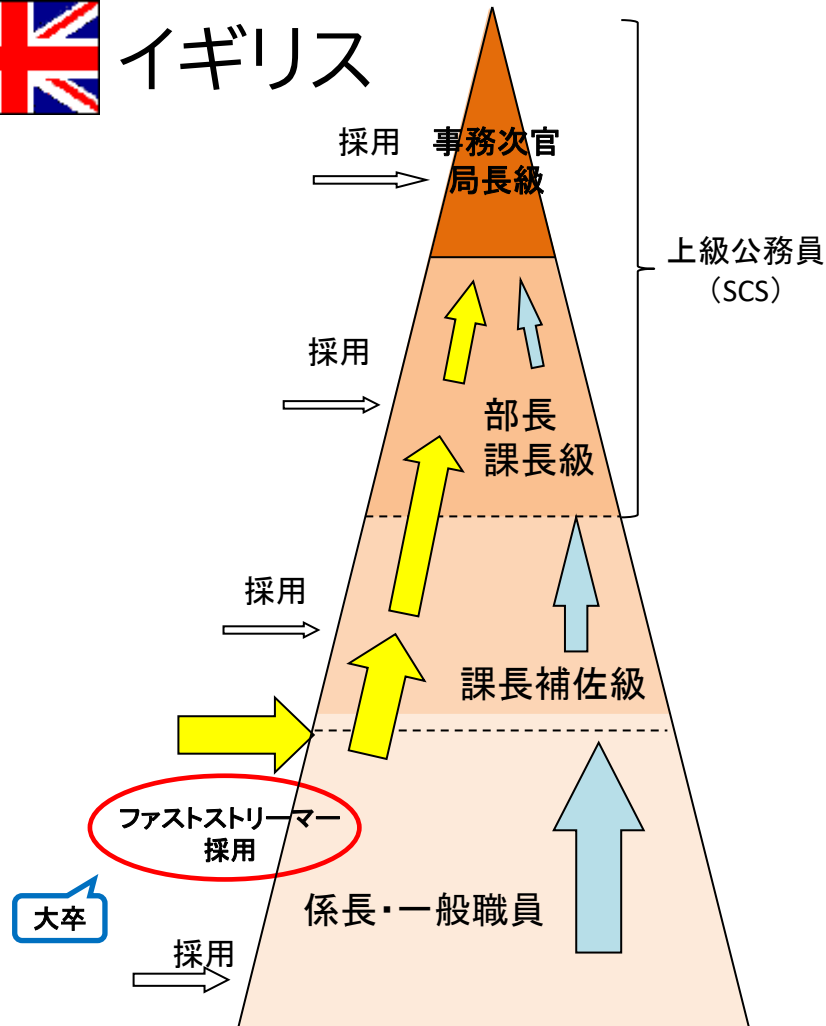 イギリス
採用
事務次官
局長級
上級公務員
（SCS）
採用
部長
課長級
採用
課長補佐級
ファストストリーマー
採用
大卒
係長・一般職員
採用